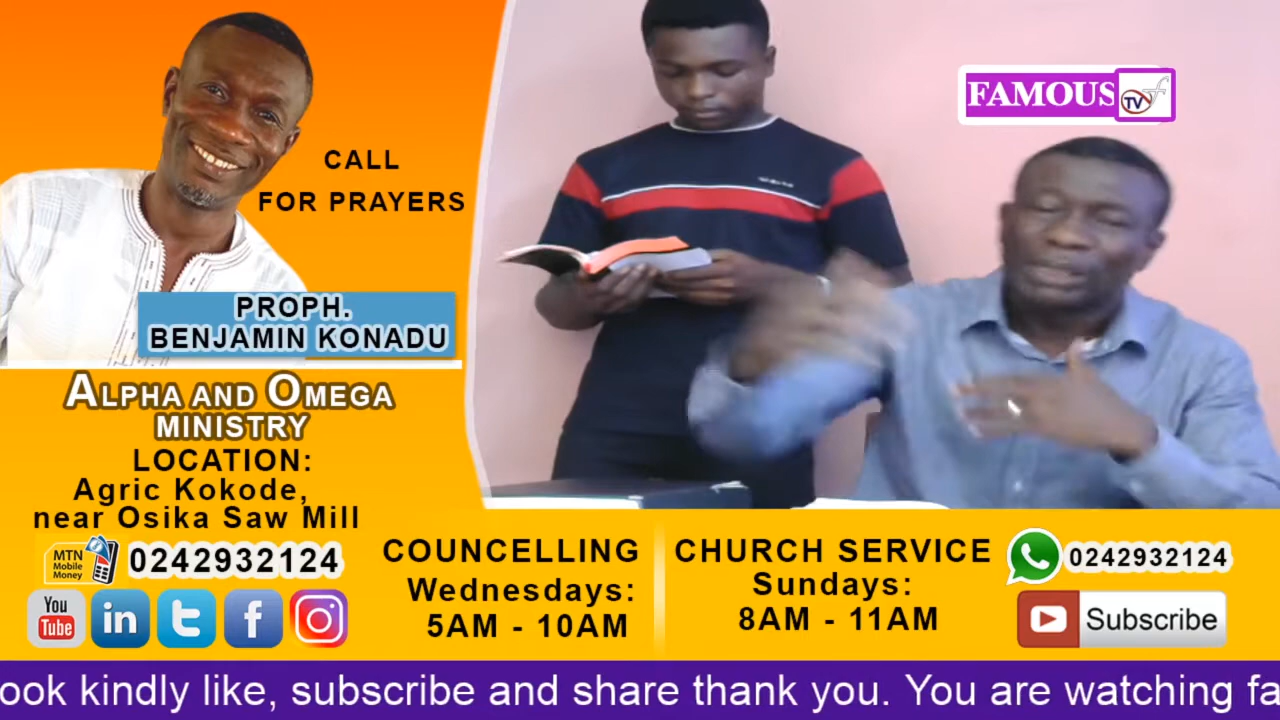 CALL
FOR PRAYERS
PROPH.
BENJAMIN KONADU
ALPHA AND OMEGA
MINISTRY
LOCATION:
Agric Kokode,
near Osika Saw Mill
MTN
Mobile
Money
0242932124
You
Tube
in
t
f
COUNCELLING
Wednesdays:
5AM - 10AM
CHURCH SERVICE
Sundays:
8AM - 11AM
0242932124
Subscribe
FAMOUS
TV
f
ook kindly like, subscribe and share thank you. You are watching fa